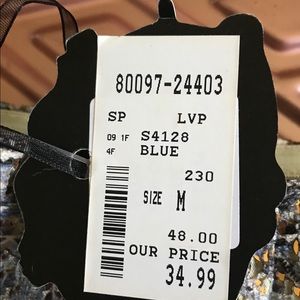 80097-24403
SP LVP
09 1F S4128
4F BLUE
230
SIZE M
48.00
OUR PRICE
34.99